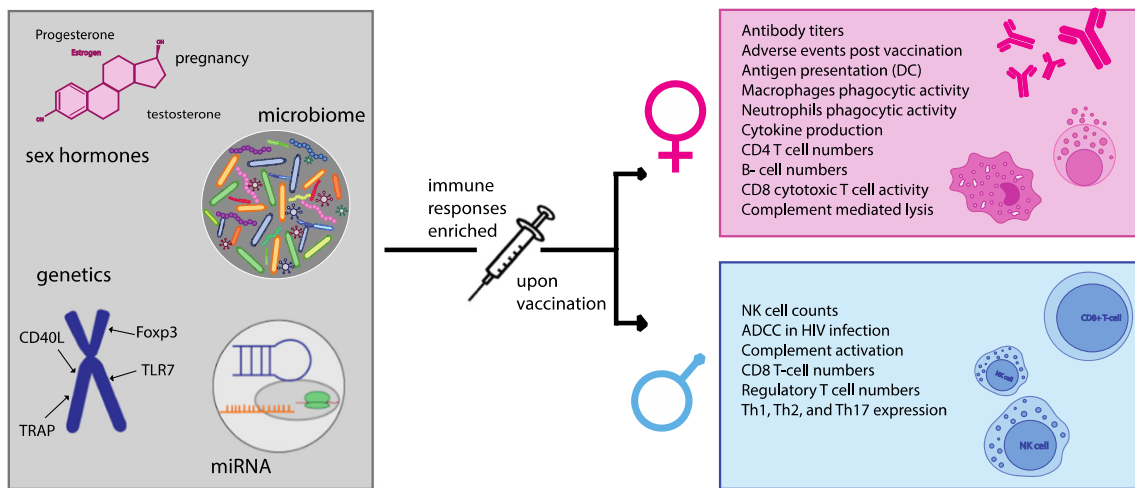 Progesterone
Estrogen
OH
pregnancy
OH
testosterone
sex hormones
microbiome
genetics
CD40L
Foxp3
TLR7
TRAP
miRNA
immune
responses
enriched
upon
vaccination
Antibody titers
Adverse events post vaccination
Antigen presentation (DC)
Macrophages phagocytic activity
Neutrophils phagocytic activity
Cytokine production
CD4 T cell numbers
B- cell numbers
CD8 cytotoxic T cell activity
Complement mediated lysis
NK cell counts
ADCC in HIV infection
Complement activation
CD8 T-cell numbers
Regulatory T cell numbers
Th1, Th2, and Th17 expression
CD8+ T-cell
NK cell
NK cell